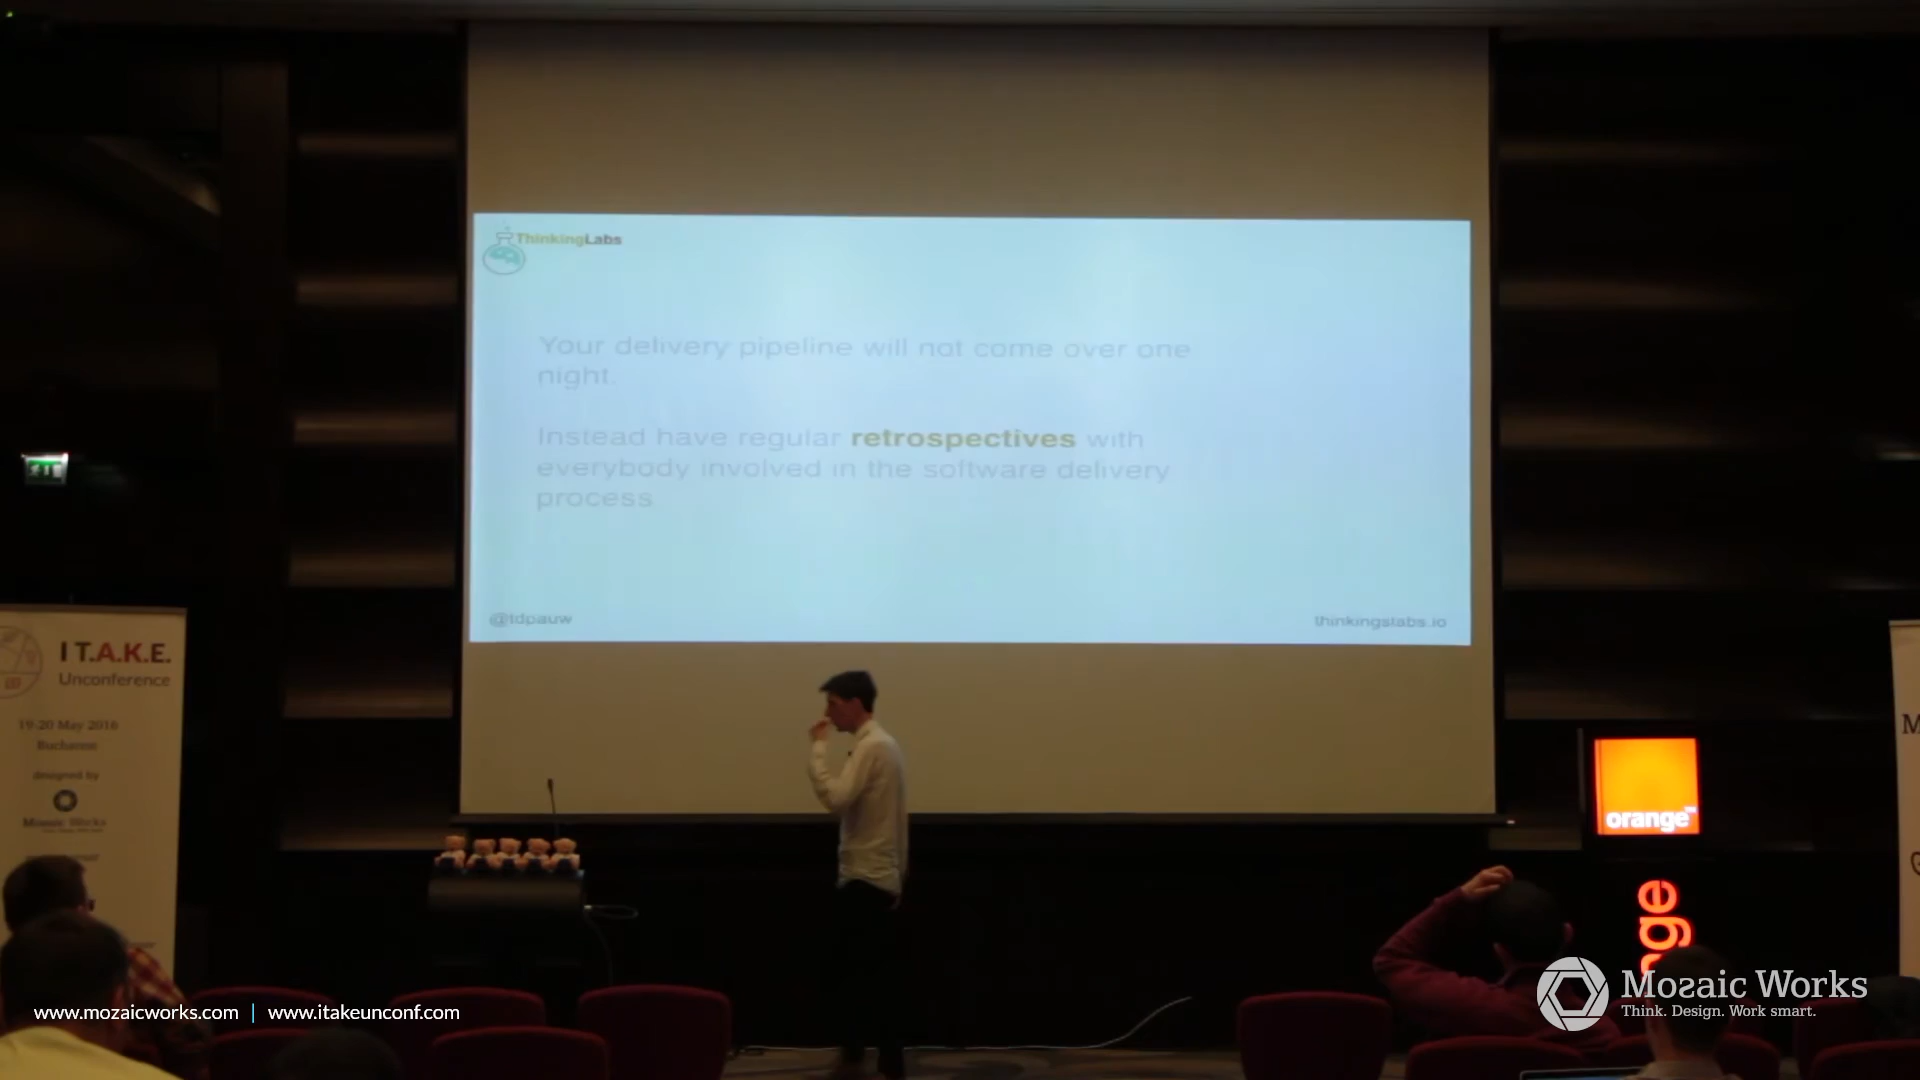 ThinkingLabs
Your delivery pipeline will not come over one
night.
Instead have regular retrospectives with
everybody involved in the software delivery
process
@tdpauw
thinkingslabs.io
I T.A.K.E.
Unconference
19-20 May 2016
Bucharest
designed by
Mozaic Works
orange™
nge
www.mozaicworks.com | www.itakeunconf.com
Mozaic Works
Think. Design. Work smart.